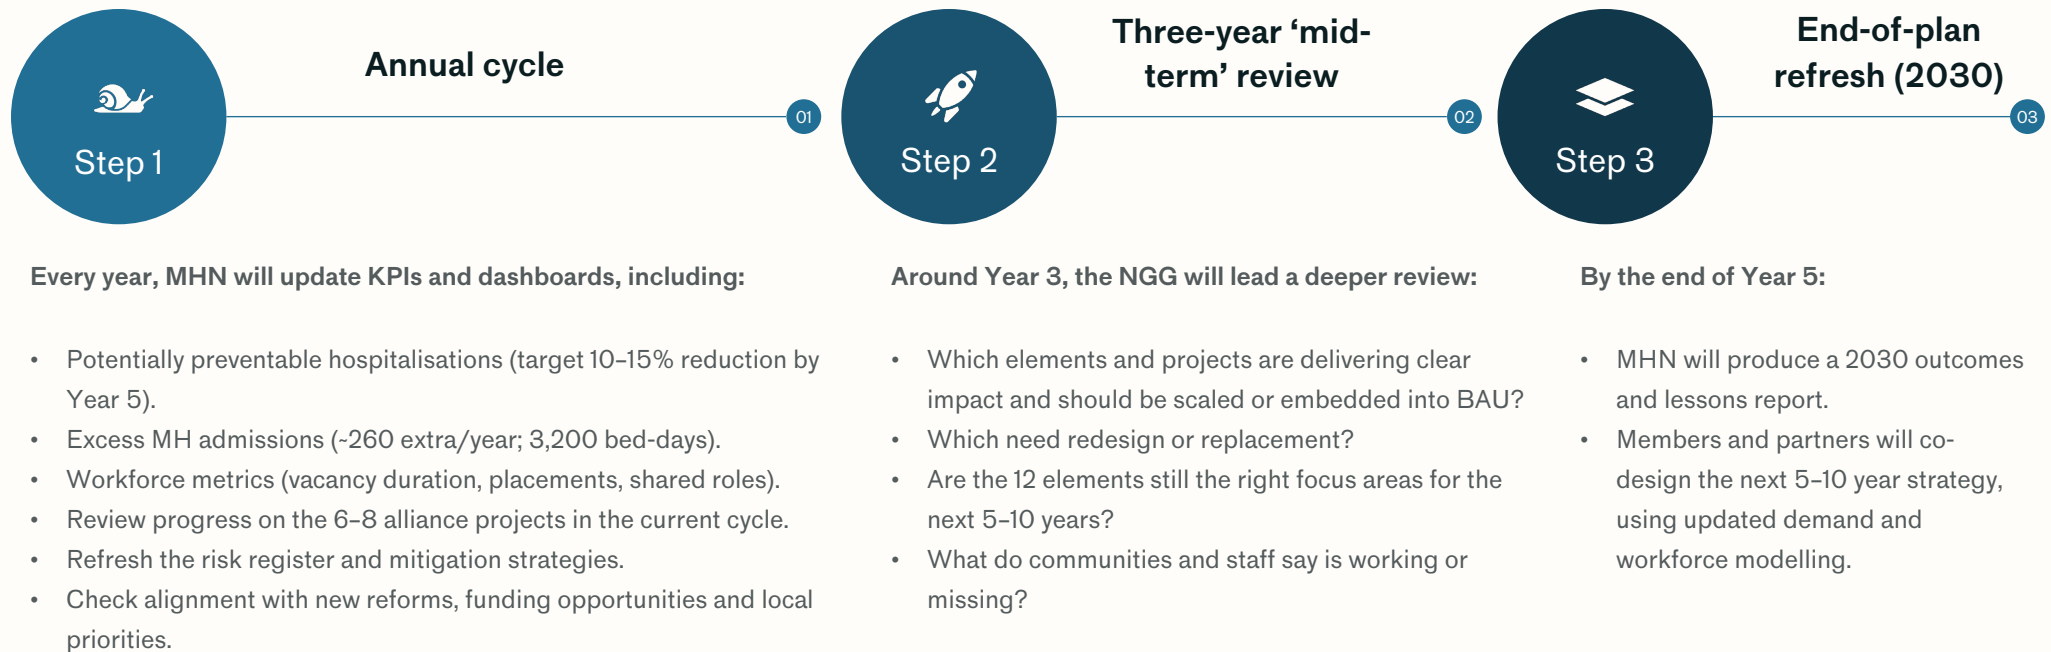 Step 1
Annual cycle
01
Every year, MHN will update KPIs and dashboards, including:
• Potentially preventable hospitalisations (target 10–15% reduction by
Year 5).
• Excess MH admissions (~260 extra/year; 3,200 bed-days).
• Workforce metrics (vacancy duration, placements, shared roles).
• Review progress on the 6–8 alliance projects in the current cycle.
• Refresh the risk register and mitigation strategies.
• Check alignment with new reforms, funding opportunities and local
priorities.
Step 2
Three-year ‘mid-
term’ review
02
Around Year 3, the NGG will lead a deeper review:
• Which elements and projects are delivering clear
impact and should be scaled or embedded into BAU?
• Which need redesign or replacement?
• Are the 12 elements still the right focus areas for the
next 5–10 years?
• What do communities and staff say is working or
missing?
Step 3
End-of-plan
refresh (2030)
03
By the end of Year 5:
• MHN will produce a 2030 outcomes
and lessons report.
• Members and partners will co-
design the next 5–10 year strategy,
using updated demand and
workforce modelling.